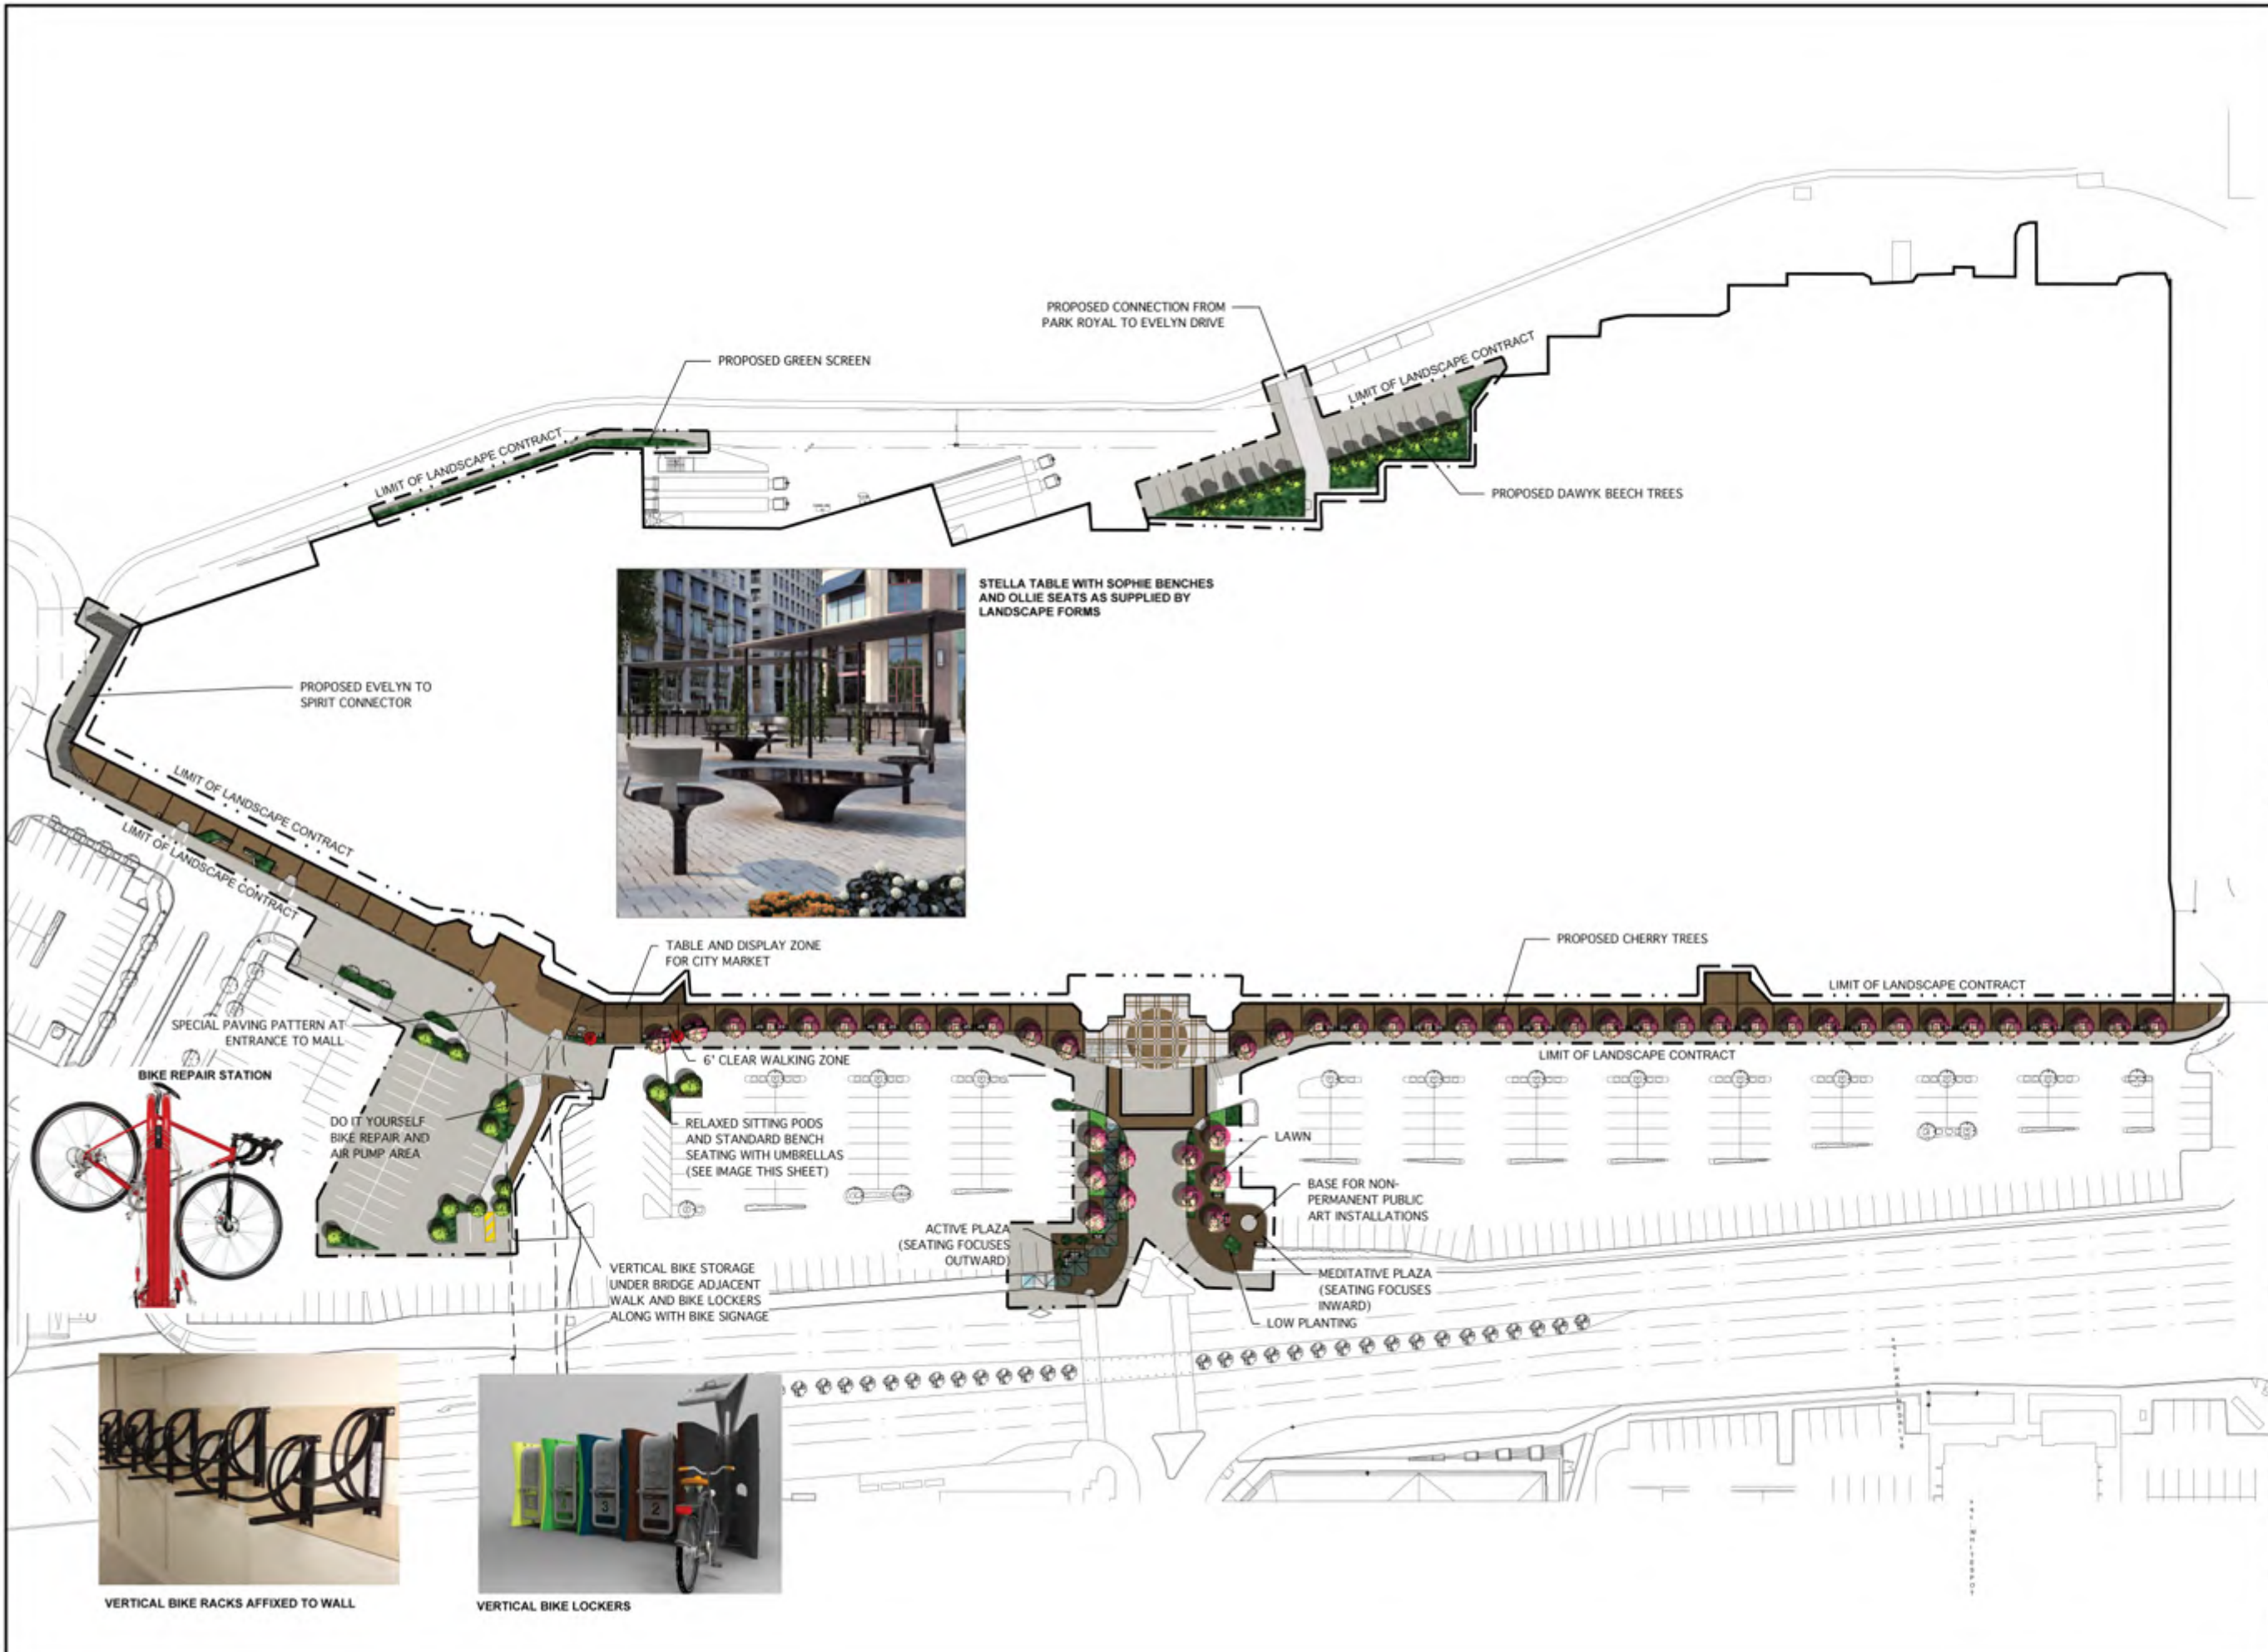 PROPOSED CONNECTION FROM
PARK ROYAL TO EVELYN DRIVE
PROPOSED GREEN SCREEN
LIMIT OF LANDSCAPE CONTRACT
LIMIT OF LANDSCAPE CONTRACT
PROPOSED DAWYK BEECH TREES
STELLA TABLE WITH SOPHIE BENCHES
AND OLLIE SEATS AS SUPPLIED BY
LANDSCAPE FORMS
PROPOSED EVELYN TO
SPIRIT CONNECTOR
LIMIT OF LANDSCAPE CONTRACT
LIMIT OF LANDSCAPE CONTRACT
TABLE AND DISPLAY ZONE
FOR CITY MARKET
PROPOSED CHERRY TREES
LIMIT OF LANDSCAPE CONTRACT
SPECIAL PAVING PATTERN AT
ENTRANCE TO MALL
6' CLEAR WALKING ZONE
LIMIT OF LANDSCAPE CONTRACT
BIKE REPAIR STATION
DO IT YOURSELF
BIKE REPAIR AND
AIR PUMP AREA
RELAXED SITTING PODS
AND STANDARD BENCH
SEATING WITH UMBRELLAS
(SEE IMAGE THIS SHEET)
LAWN
BASE FOR NON-
PERMANENT PUBLIC
ART INSTALLATIONS
ACTIVE PLAZA
(SEATING FOCUSES
OUTWARD)
VERTICAL BIKE STORAGE
UNDER BRIDGE ADJACENT
WALK AND BIKE LOCKERS
ALONG WITH BIKE SIGNAGE
MEDITATIVE PLAZA
(SEATING FOCUSES
INWARD)
LOW PLANTING
3
2
VERTICAL BIKE RACKS AFFIXED TO WALL
VERTICAL BIKE LOCKERS